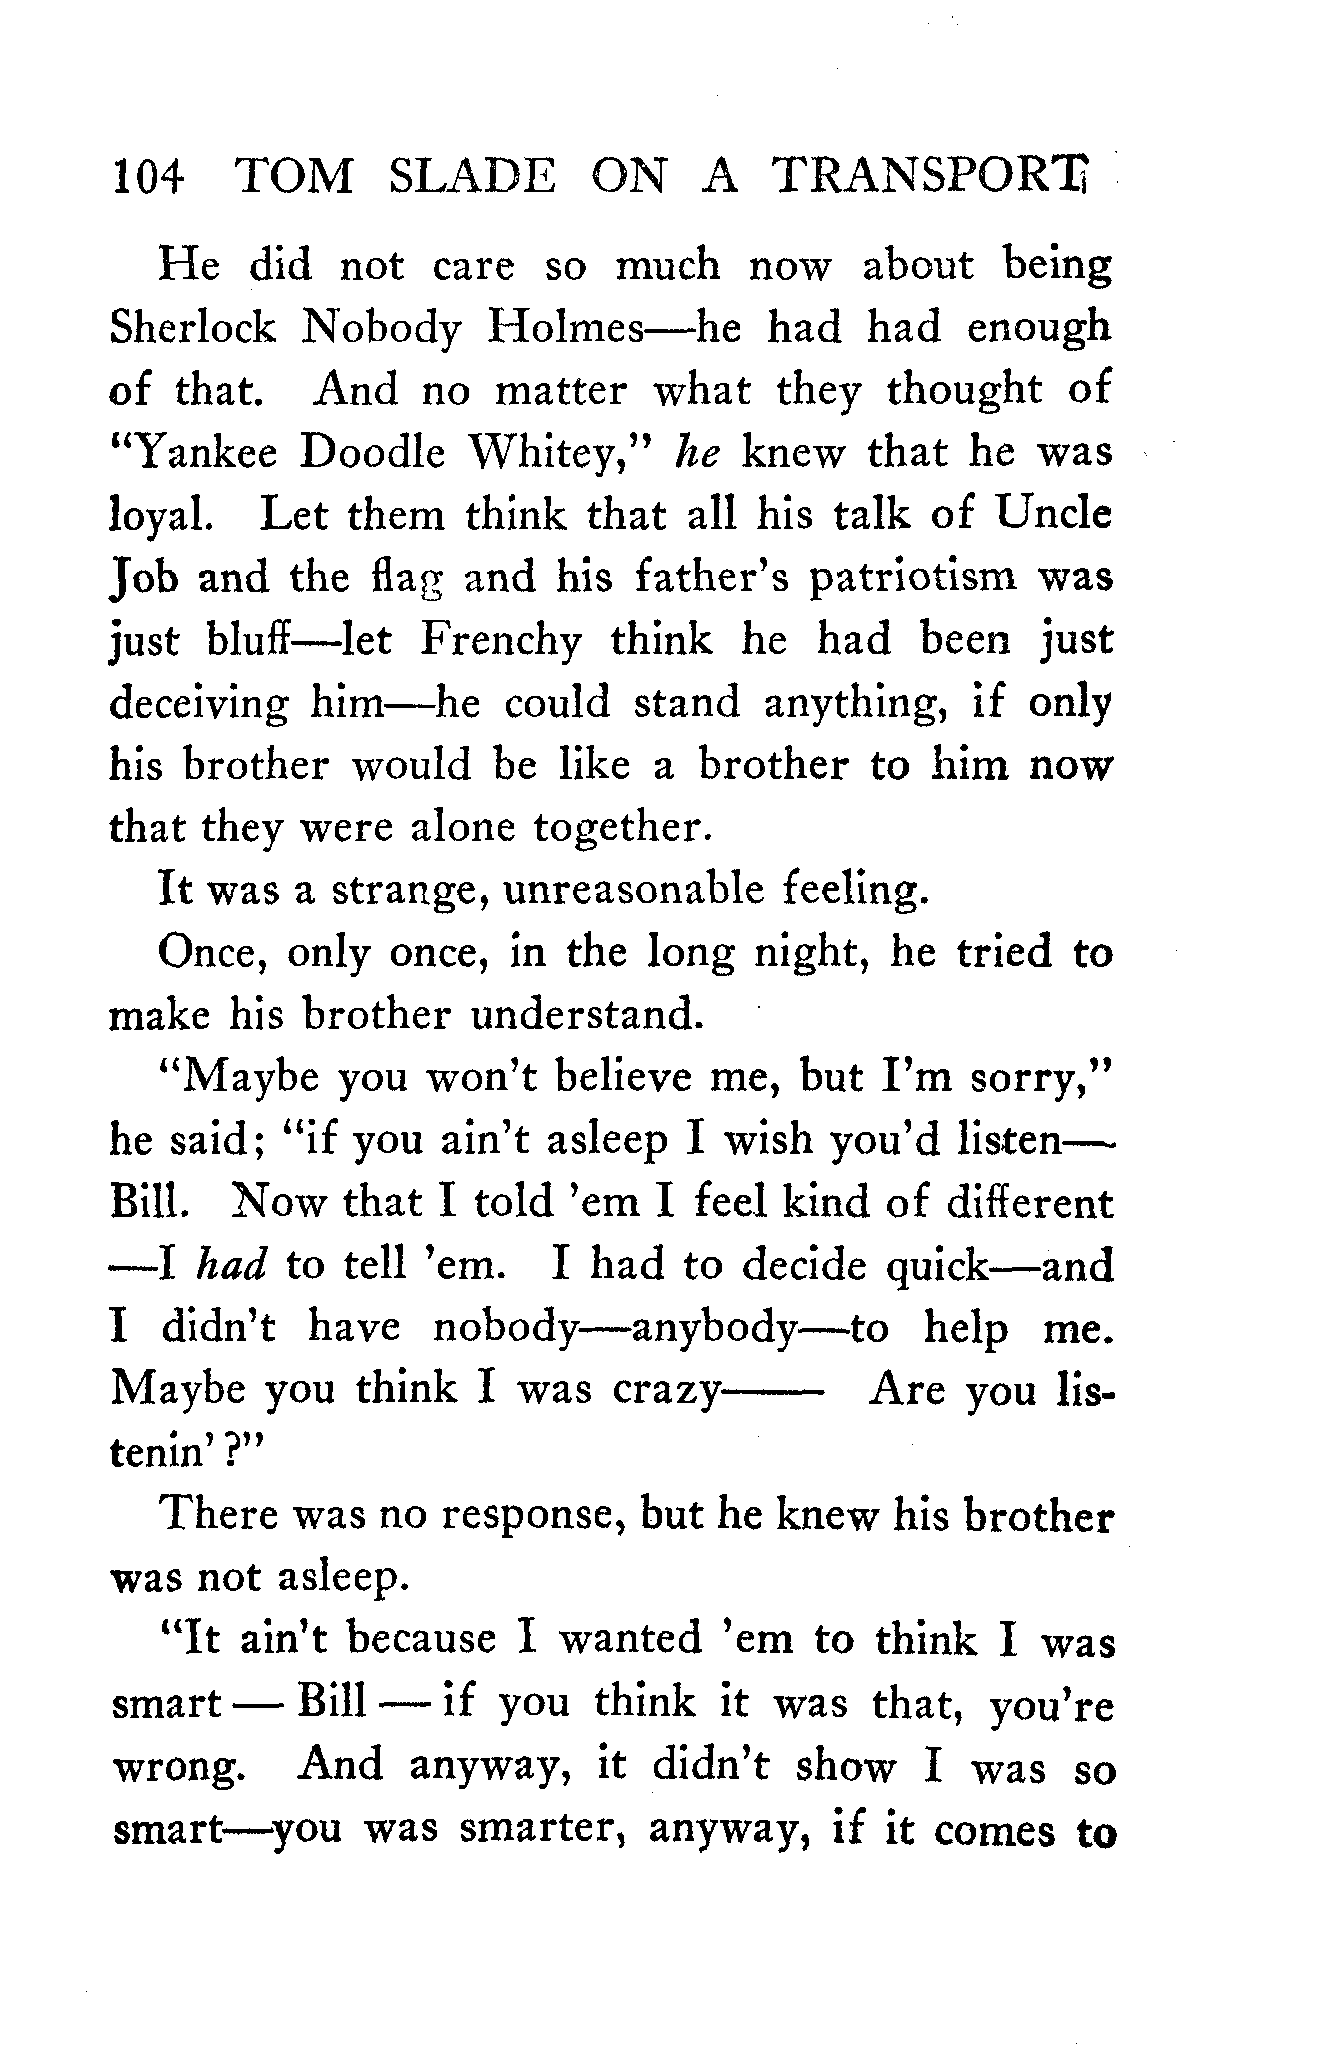 104 TOM SLADE ON A TRANSPORT
He did not care so much now about being
Sherlock Nobody Holmes—he had had enough
of that. And no matter what they thought of
"Yankee Doodle Whitey," he knew that he was
loyal. Let them think that all his talk of Uncle
Job and the flag and his father's patriotism was
just bluff—let Frenchy think he had been just
deceiving him—he could stand anything, if only
his brother would be like a brother to him now
that they were alone together.
It was a strange, unreasonable feeling.
Once, only once, in the long night, he tried to
make his brother understand.
"Maybe you won't believe me, but I'm sorry,"
he said; "if you ain't asleep I wish you'd listen—
Bill. Now that I told 'em I feel kind of different
—I had to tell 'em. I had to decide quick—and
I didn't have nobody—anybody—to help me.
Maybe you think I was crazy—— Are you lis-
tenin'?"
There was no response, but he knew his brother
was not asleep.
"It ain't because I wanted 'em to think I was
smart — Bill — if you think it was that, you're
wrong. And anyway, it didn't show I was so
smart—you was smarter, anyway, if it comes to